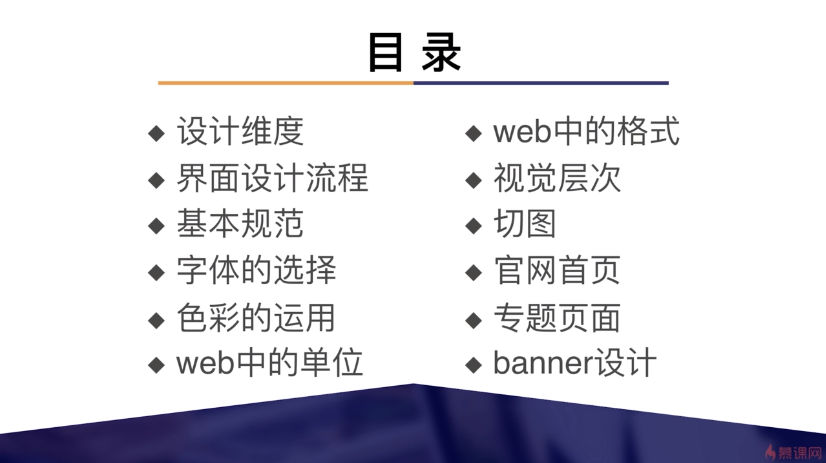 目录
设计维度
界面设计流程
基本规范
字体的选择
色彩的运用
web中的单位
web中的格式
视觉层次
切图
官网首页
专题页面
banner设计
慕课网